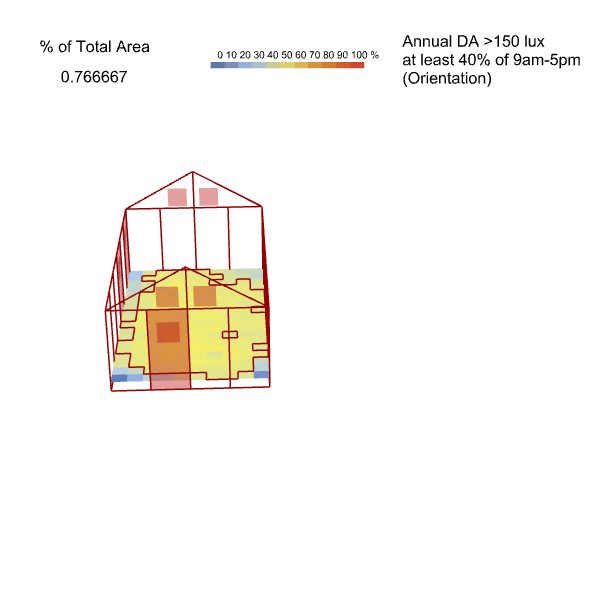 % of Total Area
0.766667
0 10 20 30 40 50 60 70 80 90 100 %
Annual DA >150 lux
at least 40% of 9am-5pm
(Orientation)